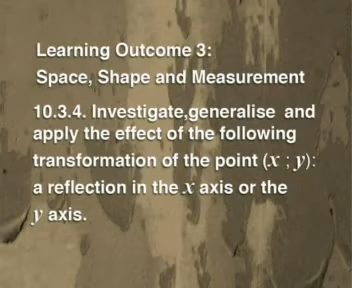 Learning Outcome 3:
Space, Shape and Measurement
10.3.4. Investigate,generalise and
apply the effect of the following
transformation of the point (x ; y):
a reflection in the x axis or the
y axis.